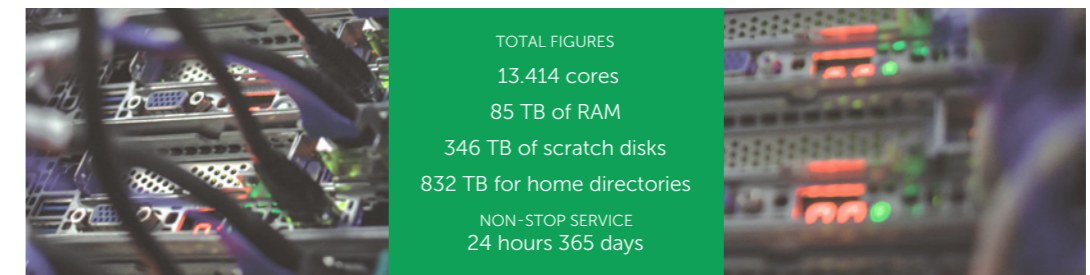 TOTAL FIGURES
13.414 cores
85 TB of RAM
346 TB of scratch disks
832 TB for home directories
NON-STOP SERVICE
24 hours 365 days